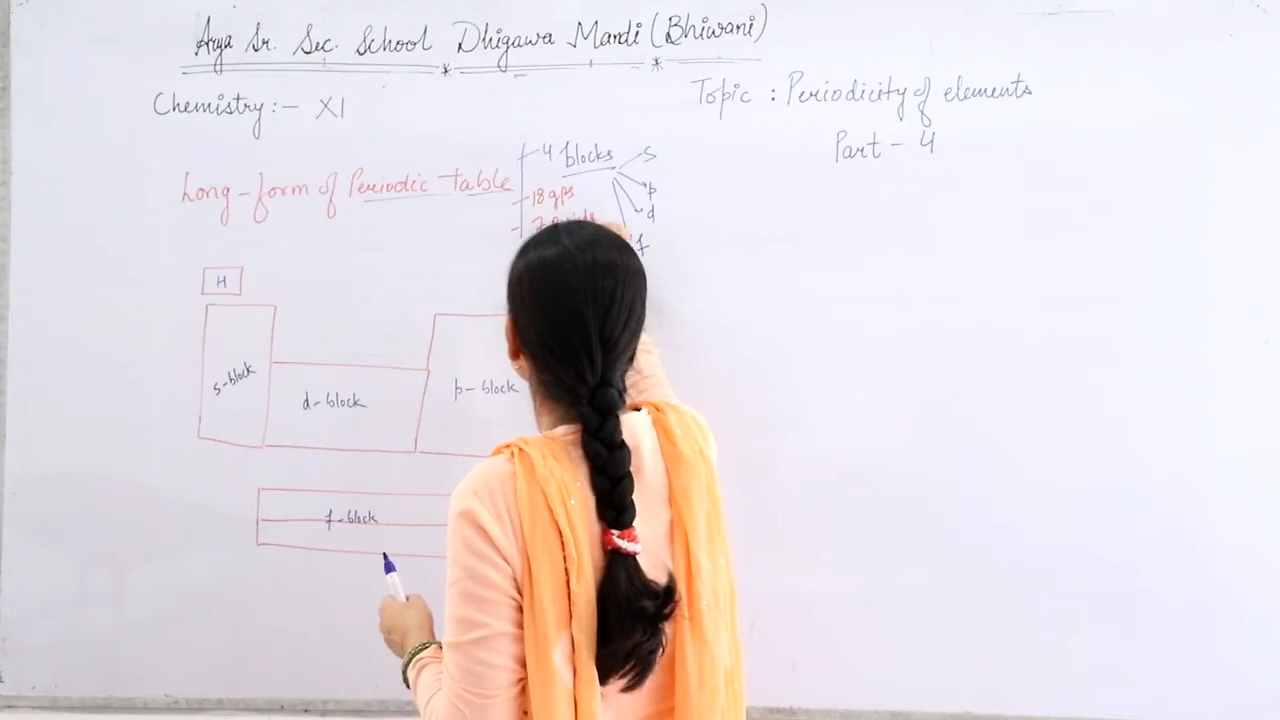 Arya Sr. Sec. School Dhigawa Mandi (Bhiwani)
Chemistry:- XI
Topic : Periodicity of elements
Part - 4
Long-form of Periodic table
4 blocks
s
p
d
f
18 gps
7
H
s-block
d-block
p-block
f-block